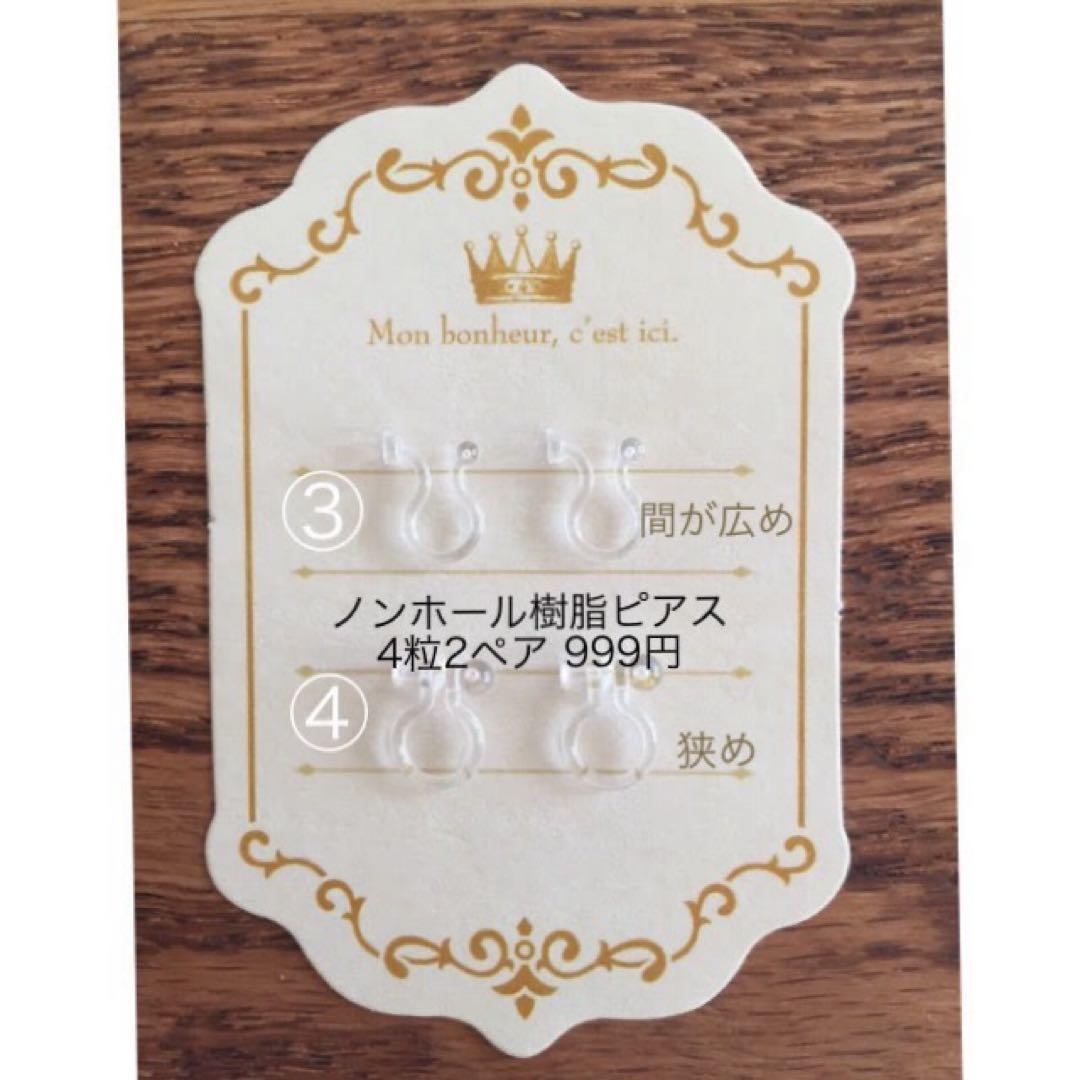 Mon bonheur, c'est ici.
③
間が広め
ノンホール樹脂ピアス
4粒2ペア 999円
④
狭め